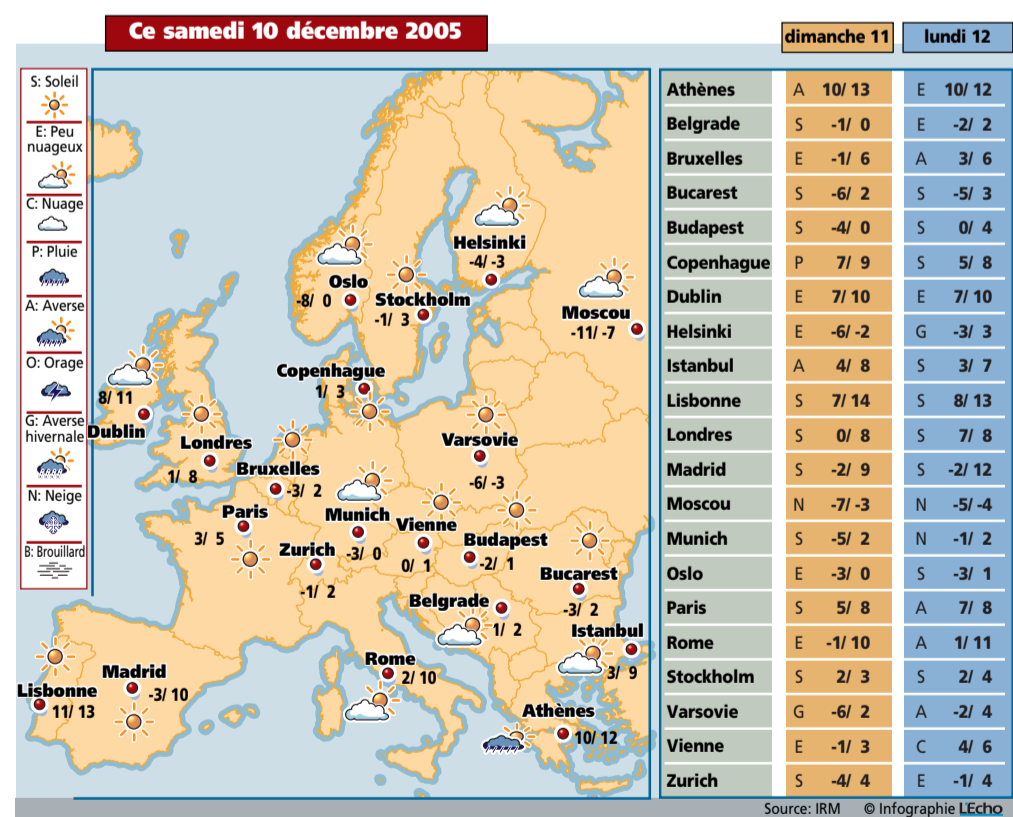 Ce samedi 10 décembre 2005
dimanche 11
lundi 12
S: Soleil
E: Peu
nuageux
C: Nuage
P: Pluie
A: Averse
O: Orage
G: Averse
hivernale
N: Neige
B: Brouillard
Helsinki
-4/ -3
Oslo
-8/ 0
Stockholm
-1/ 3
Moscou
-11/ -7
Copenhague
1/ 3
8/ 11
Dublin
Londres
1/ 8
Varsovie
-6/ -3
Bruxelles
-3/ 2
Paris
3/ 5
Munich
-3/ 0
Vienne
0/ 1
Budapest
-2/ 1
Zurich
-1/ 2
Bucarest
-3/ 2
Belgrade
1/ 2
Istanbul
3/ 9
Rome
2/ 10
Madrid
-3/ 10
Lisbonne
11/ 13
Athènes
10/ 12
Athènes A 10/ 13 E 10/ 12
Belgrade S -1/ 0 E -2/ 2
Bruxelles E -1/ 6 A 3/ 6
Bucarest S -6/ 2 S -5/ 3
Budapest S -4/ 0 S 0/ 4
Copenhague P 7/ 9 S 5/ 8
Dublin E 7/ 10 E 7/ 10
Helsinki E -6/ -2 G -3/ 3
Istanbul A 4/ 8 S 3/ 7
Lisbonne S 7/ 14 S 8/ 13
Londres S 0/ 8 S 7/ 8
Madrid S -2/ 9 S -2/ 12
Moscou N -7/ -3 N -5/ -4
Munich S -5/ 2 N -1/ 2
Oslo E -3/ 0 S -3/ 1
Paris S 5/ 8 A 7/ 8
Rome E -1/ 10 A 1/ 11
Stockholm S 2/ 3 S 2/ 4
Varsovie G -6/ 2 A -2/ 4
Vienne E -1/ 3 C 4/ 6
Zurich S -4/ 4 E -1/ 4
Source: IRM © Infographie L'Echo